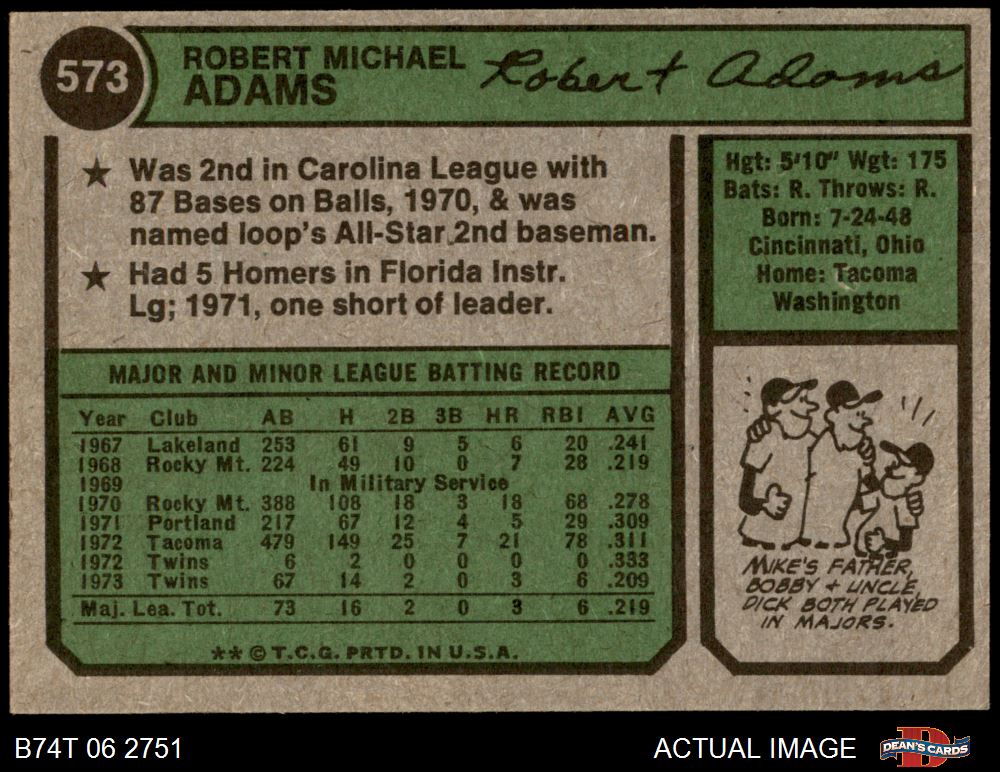 573
ROBERT MICHAEL
ADAMS
Robert Adams
★ Was 2nd in Carolina League with
87 Bases on Balls, 1970, & was
named loop's All-Star 2nd baseman.
★ Had 5 Homers in Florida Instr.
Lg; 1971, one short of leader.
Hgt: 5'10" Wgt: 175
Bats: R. Throws: R.
Born: 7-24-48
Cincinnati, Ohio
Home: Tacoma
Washington
MAJOR AND MINOR LEAGUE BATTING RECORD
Year Club AB H 2B 3B HR RBI AVG
1967 Lakeland 253 61 9 5 6 20 .241
1968 Rocky Mt. 224 49 10 0 7 28 .219
1969 In Military Service
1970 Rocky Mt. 388 108 18 3 18 68 .278
1971 Portland 217 67 12 4 5 29 .309
1972 Tacoma 479 149 25 7 21 78 .311
1972 Twins 6 2 0 0 0 0 .333
1973 Twins 67 14 2 0 3 6 .209
Maj. Lea. Tot. 73 16 2 0 3 6 .219
**©T.C.G. PRTD. IN U.S.A.
MIKE'S FATHER,
BOBBY + UNCLE,
DICK BOTH PLAYED
IN MAJORS.
B74T 06 2751
ACTUAL IMAGE
DEAN'S CARDS